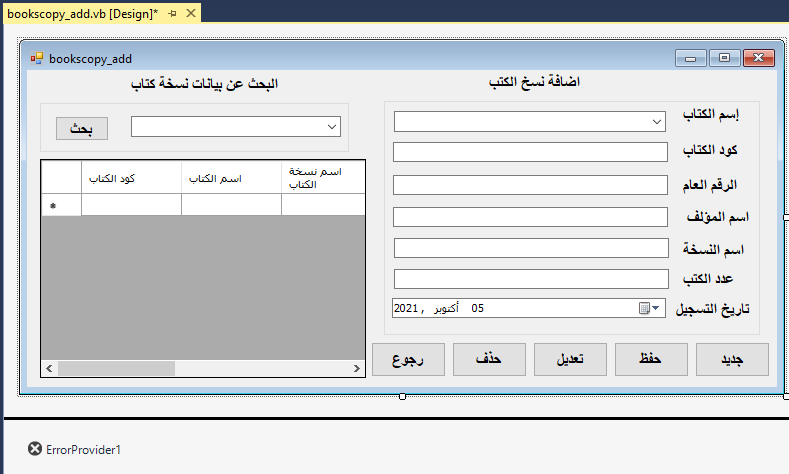 bookscopy_add.vb [Design]*
bookscopy_add
اضافة نسخ الكتب
البحث عن بيانات نسخة كتاب
إسم الكتاب
كود الكتاب
الرقم العام
اسم المؤلف
اسم النسخة
عدد الكتب
تاريخ التسجيل
05 أكتوبر , 2021
بحث
كود الكتاب
اسم الكتاب
اسم نسخة
الكتاب
جديد
حفظ
تعديل
حذف
رجوع
ErrorProvider1